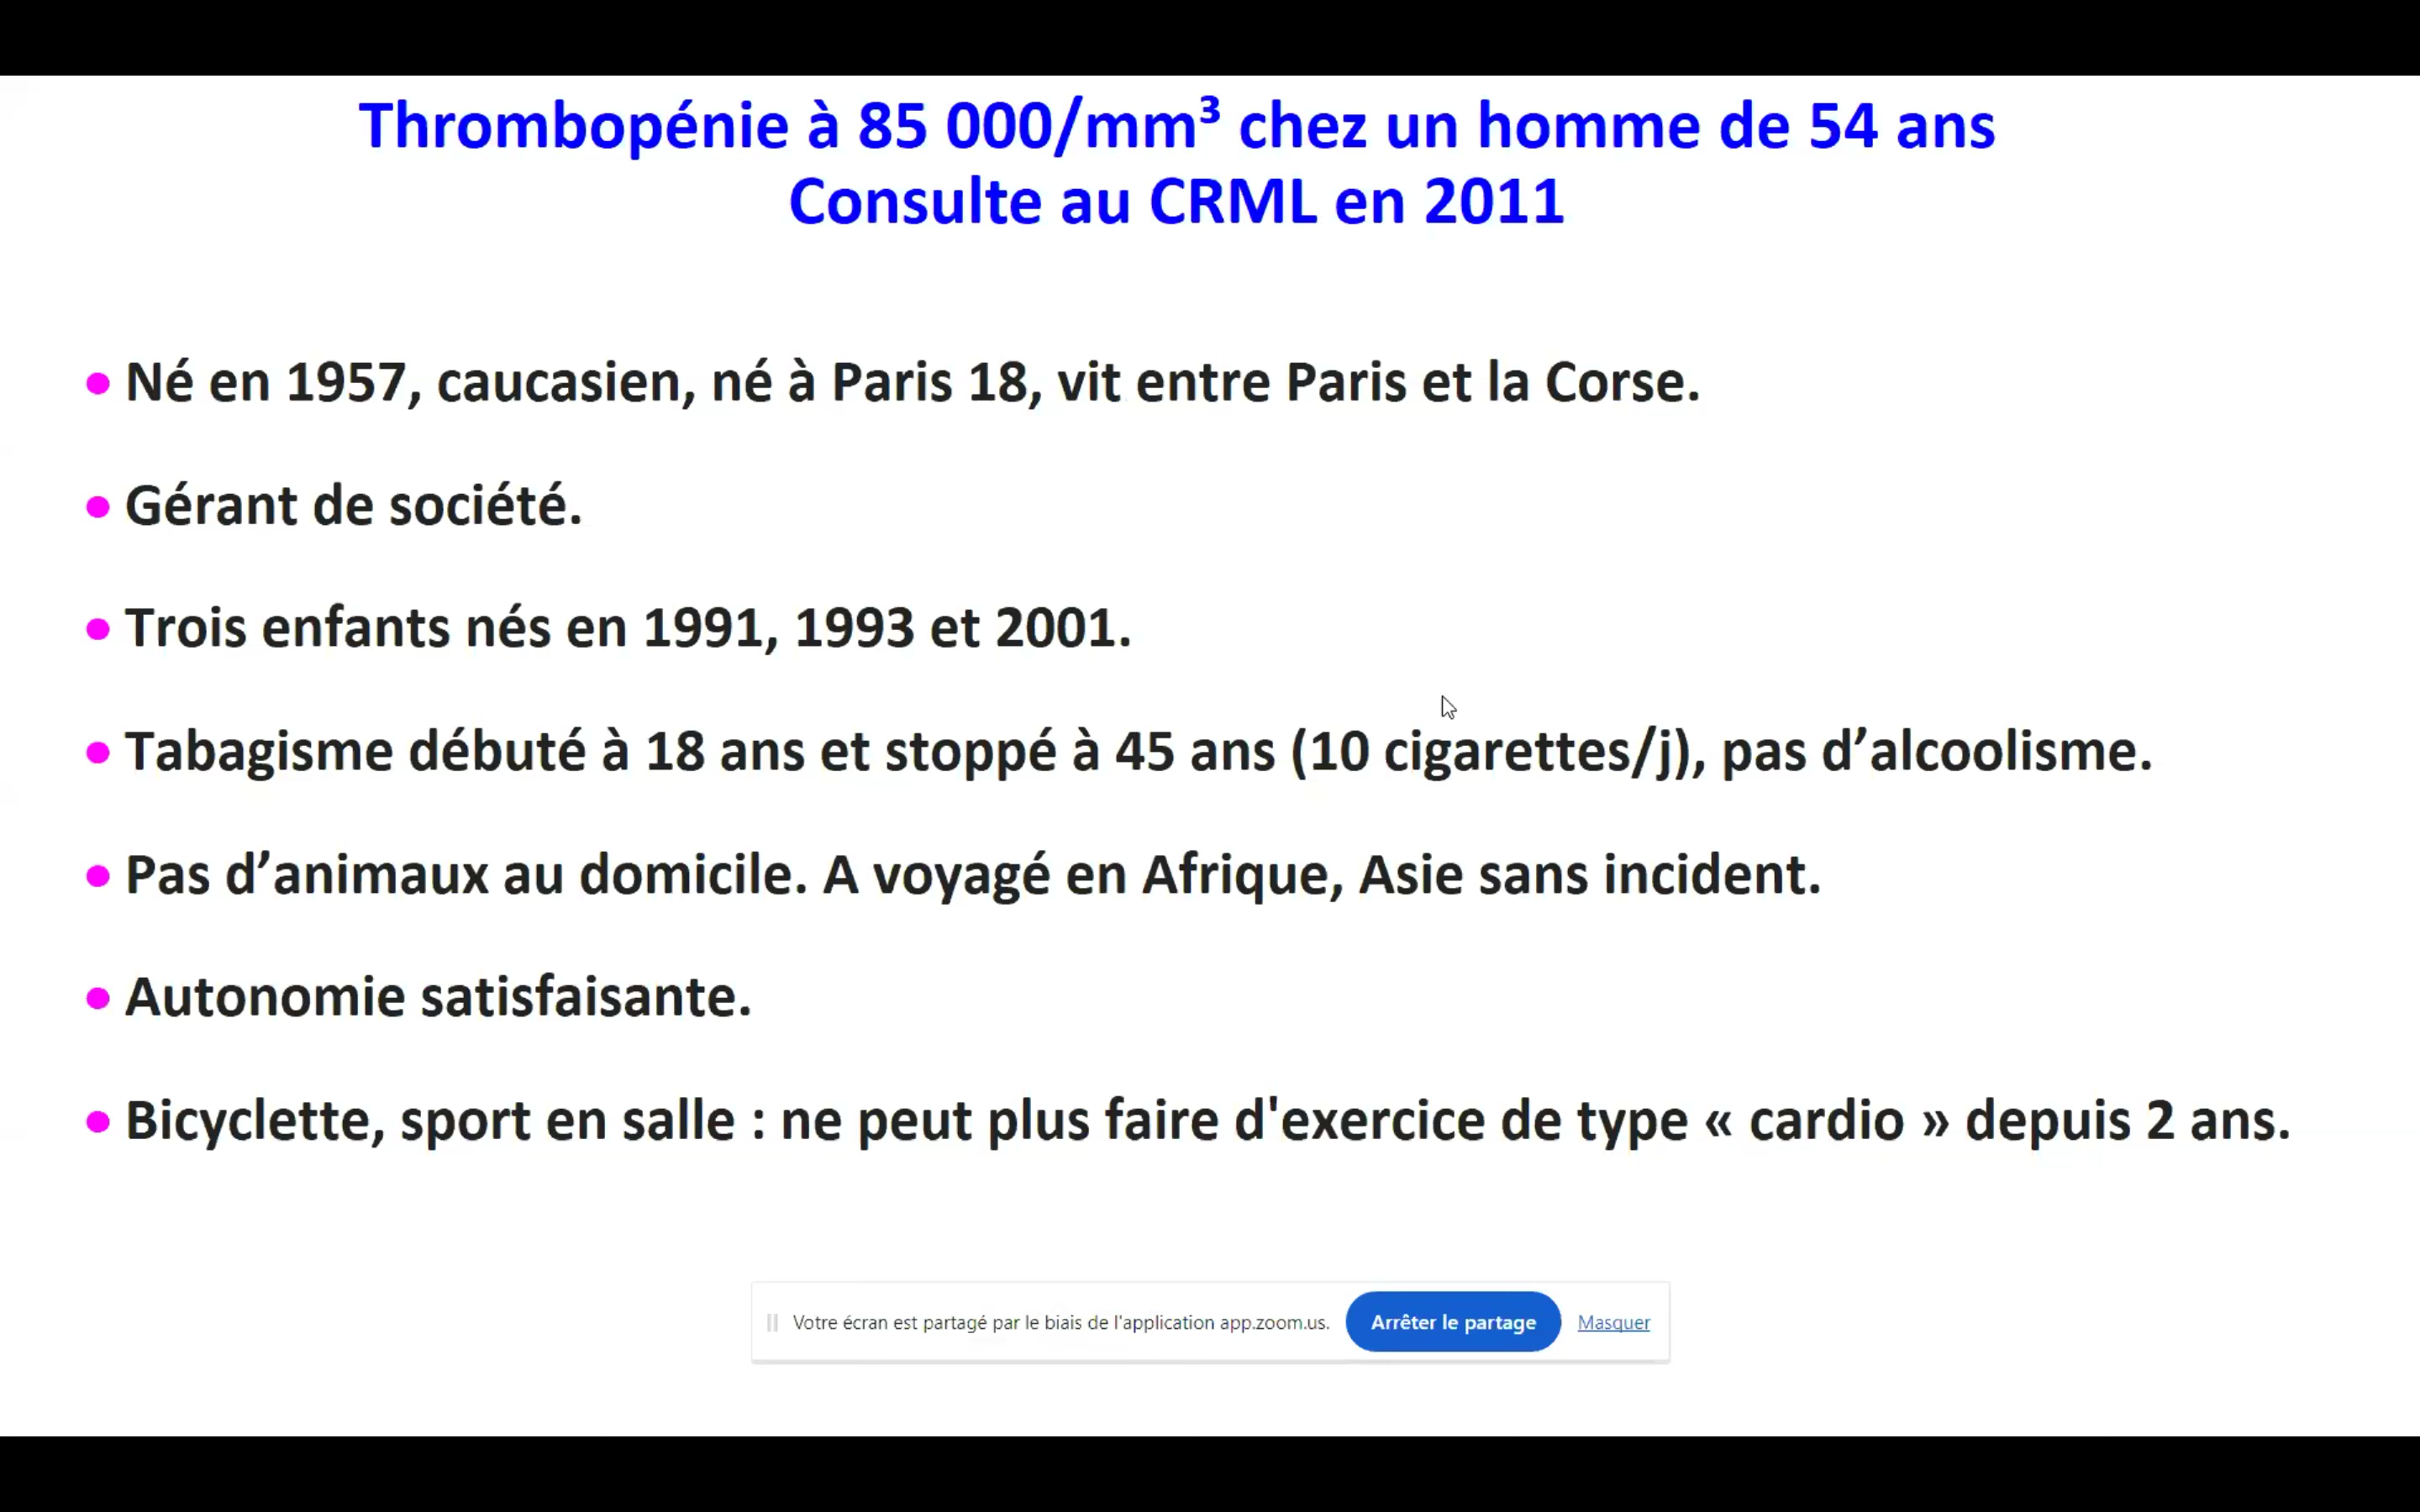 Thrombopénie à 85 000/mm³ chez un homme de 54 ans
Consulte au CRML en 2011
• Né en 1957, caucasien, né à Paris 18, vit entre Paris et la Corse.
• Gérant de société.
• Trois enfants nés en 1991, 1993 et 2001.
• Tabagisme débuté à 18 ans et stoppé à 45 ans (10 cigarettes/j), pas d’alcoolisme.
• Pas d’animaux au domicile. A voyagé en Afrique, Asie sans incident.
• Autonomie satisfaisante.
• Bicyclette, sport en salle : ne peut plus faire d'exercice de type « cardio » depuis 2 ans.
Votre écran est partagé par le biais de l'application app.zoom.us. Arrêter le partage Masquer